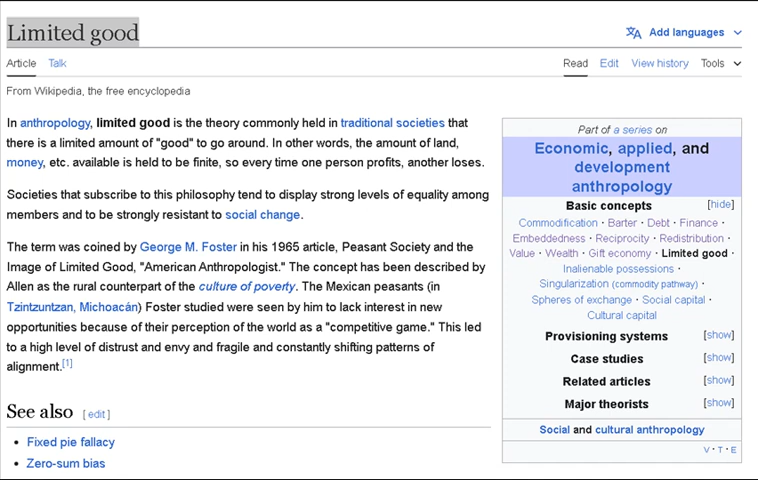 Limited good
Add languages
Article Talk
Read Edit View history Tools
From Wikipedia, the free encyclopedia
In anthropology, limited good is the theory commonly held in traditional societies that
there is a limited amount of "good" to go around. In other words, the amount of land,
money, etc. available is held to be finite, so every time one person profits, another loses.
Societies that subscribe to this philosophy tend to display strong levels of equality among
members and to be strongly resistant to social change.
The term was coined by George M. Foster in his 1965 article, Peasant Society and the
Image of Limited Good, "American Anthropologist." The concept has been described by
Allen as the rural counterpart of the culture of poverty. The Mexican peasants (in
Tzintzuntzan, Michoacán) Foster studied were seen by him to lack interest in new
opportunities because of their perception of the world as a "competitive game." This led
to a high level of distrust and envy and fragile and constantly shifting patterns of
alignment.[1]
See also [ edit ]
• Fixed pie fallacy
• Zero-sum bias
Part of a series on
Economic, applied, and
development
anthropology
Basic concepts [hide]
Commodification · Barter · Debt · Finance ·
Embeddedness · Reciprocity · Redistribution ·
Value · Wealth · Gift economy · Limited good ·
Inalienable possessions ·
Singularization (commodity pathway) ·
Spheres of exchange · Social capital ·
Cultural capital
Provisioning systems [show]
Case studies [show]
Related articles [show]
Major theorists [show]
Social and cultural anthropology
V · T · E